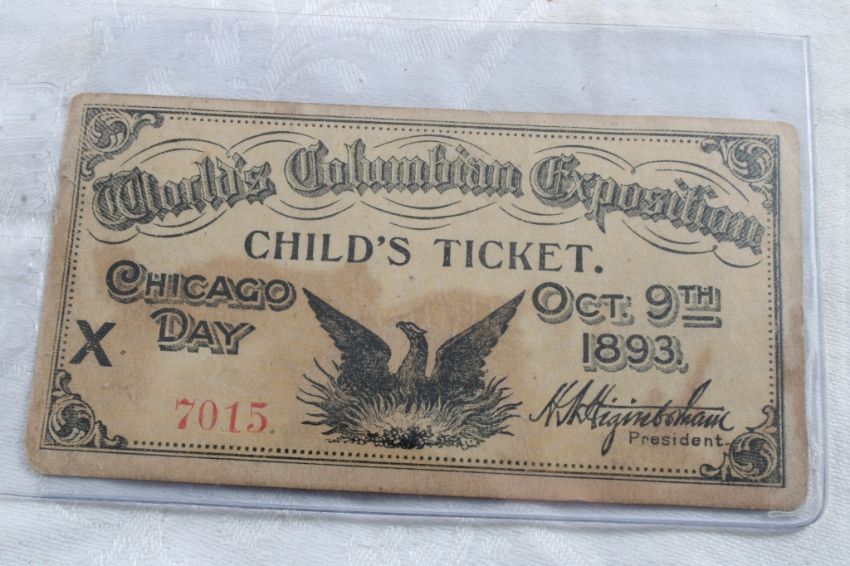 World's Columbian Exposition
CHILD'S TICKET.
CHICAGO
DAY
OCT. 9TH
1893.
X
7015
H.N. Higinbotham
President